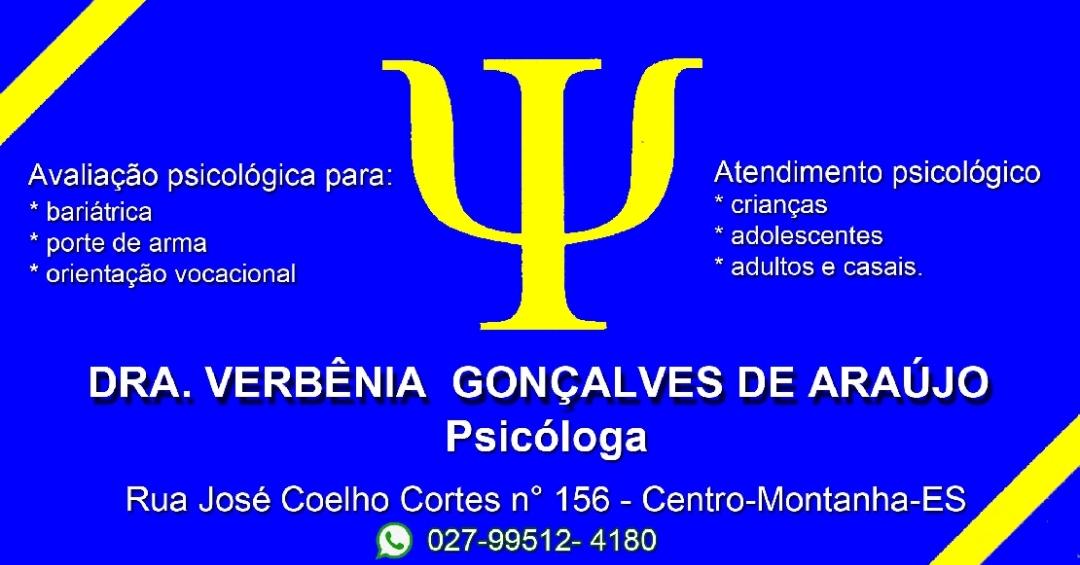 Avaliação psicológica para:
* bariátrica
* porte de arma
* orientação vocacional
Ψ
Atendimento psicológico
* crianças
* adolescentes
* adultos e casais.
DRA. VERBÊNIA GONÇALVES DE ARAÚJO
Psicóloga
Rua José Coelho Cortes n° 156 - Centro-Montanha-ES
027-99512- 4180